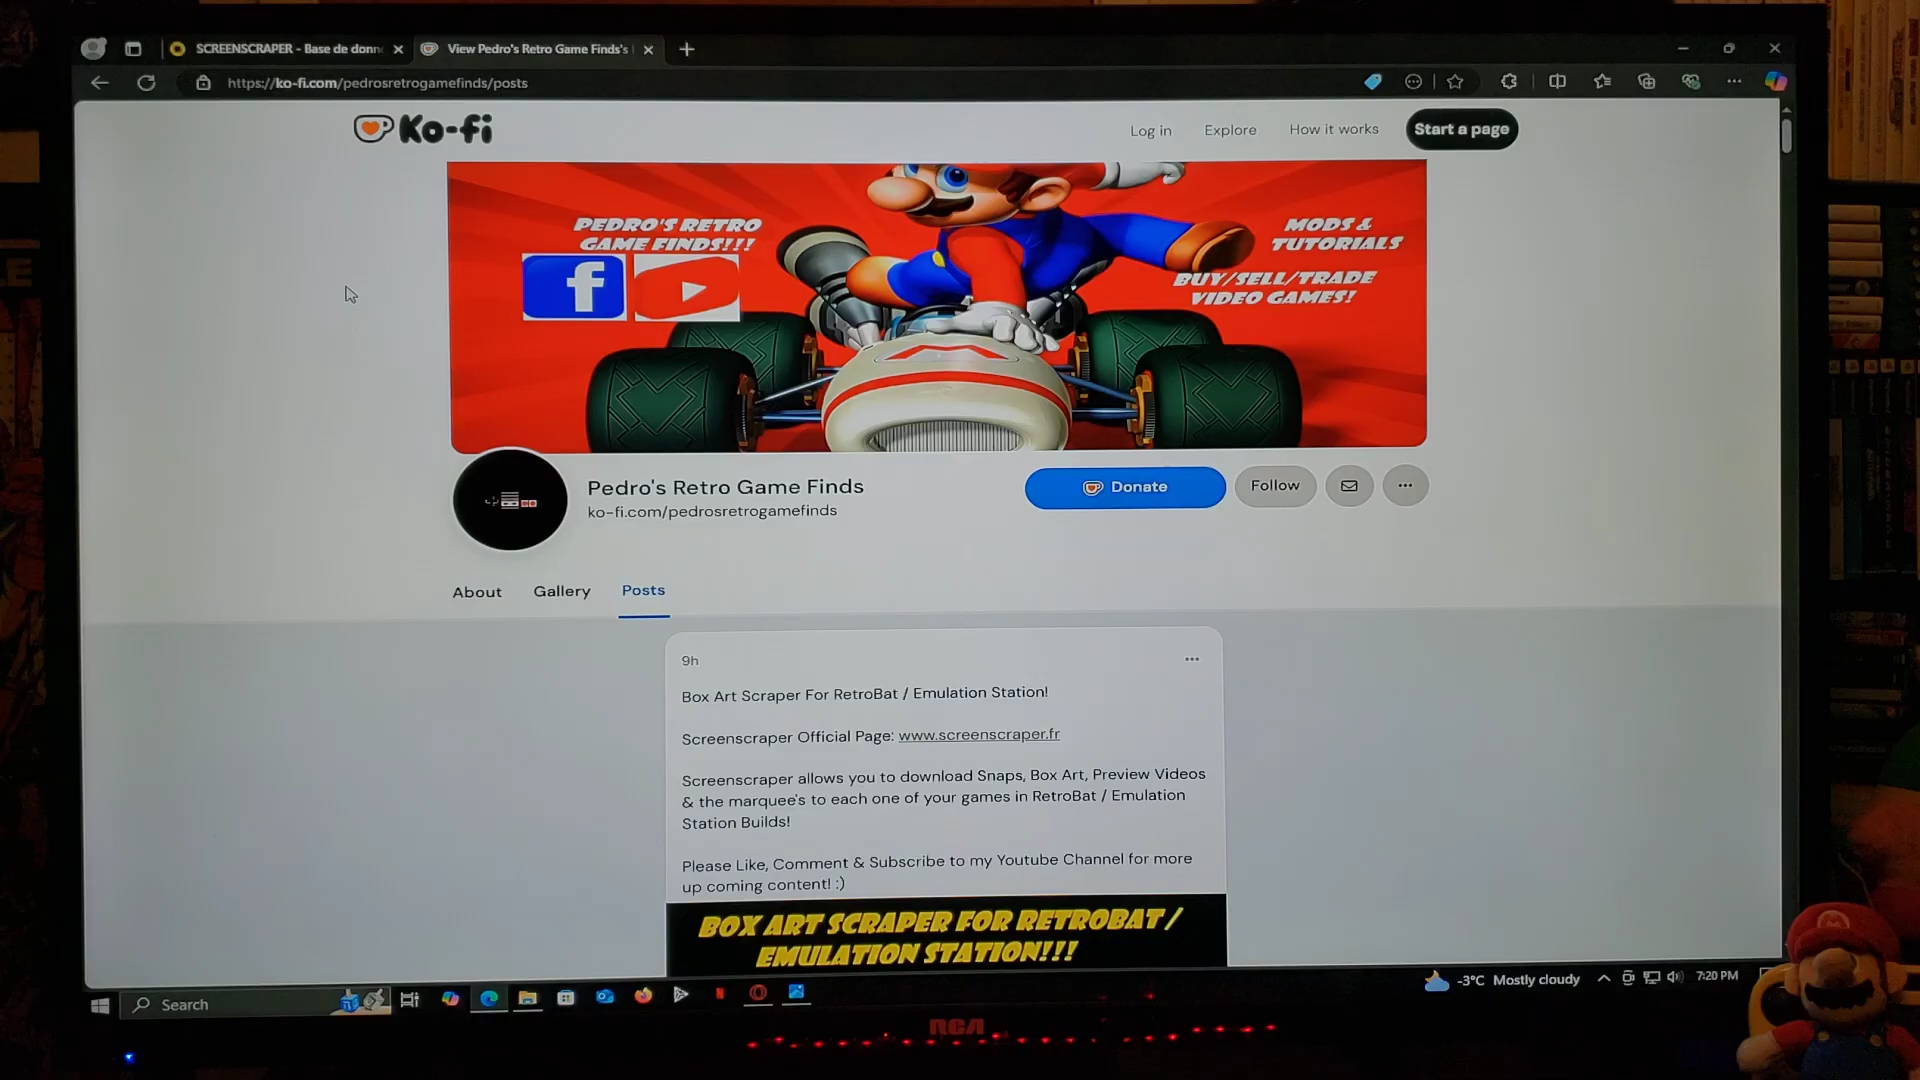 SCREENSCRAPER - Base de donn
View Pedro's Retro Game Finds's
https://ko-fi.com/pedrosretrogamefinds/posts
Ko-fi
Log in
Explore
How it works
Start a page
PEDRO'S RETRO
GAME FINDS!!!
MODS &
TUTORIALS
BUY/SELL/TRADE
VIDEO GAMES!
Pedro's Retro Game Finds
ko-fi.com/pedrosretrogamefinds
Donate
Follow
About
Gallery
Posts
9h
Box Art Scraper For RetroBat / Emulation Station!
Screenscraper Official Page: www.screenscraper.fr
Screenscraper allows you to download Snaps, Box Art, Preview Videos
& the marquee's to each one of your games in RetroBat / Emulation
Station Builds!
Please Like, Comment & Subscribe to my Youtube Channel for more
up coming content! :)
BOX ART SCRAPER FOR RETROBAT /
EMULATION STATION!!!
Search
-3°C Mostly cloudy
7:20 PM
RCA